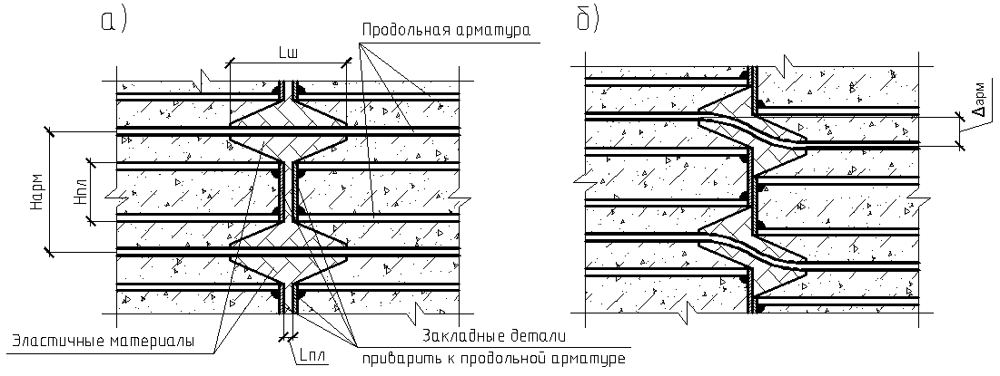 а)
Продольная арматура
б)
Lш
Δарм
Нарм
Нпл
Эластичные материалы
Lпл
Закладные детали
приварить к продольной арматуре